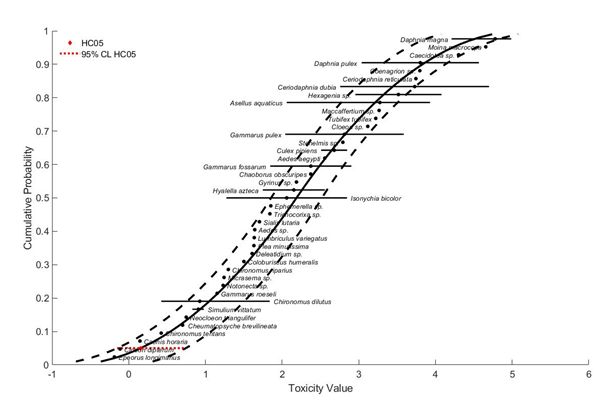 HC05
95% CL HC05
Daphnia magna
Moina macrocopa
Caecidotea sp.
Daphnia pulex
Coenagrion sp.
Ceriodaphnia reticulata
Ceriodaphnia dubia
Hexagenia sp.
Asellus aquaticus
Maccaffertium sp.
Tubifex tubifex
Cloeon sp.
Gammarus pulex
Stenelmis sp.
Culex pipiens
Aedes aegypti
Gammarus fossarum
Chaoborus obscuripes
Gyrinus sp.
Hyalella azteca
Isonychia bicolor
Ephemerella sp.
Trichocorixa sp.
Sialis lutaria
Aedes sp.
Lumbriculus variegatus
Plea minutissima
Deleatidium sp.
Coloburiscus humeralis
Chironomus riparius
Micrasema sp.
Notonecta sp.
Gammarus roeseli
Chironomus dilutus
Simulium vittatum
Neocloeon triangulifer
Cheumatopsyche brevilineata
Chironomus tentans
Caenis horaria
Cloeon dipterum
Epeorus longimanus
1
0.9
0.8
0.7
0.6
0.5
0.4
0.3
0.2
0.1
0
Cumulative Probability
-1
0
1
2
3
4
5
6
Toxicity Value